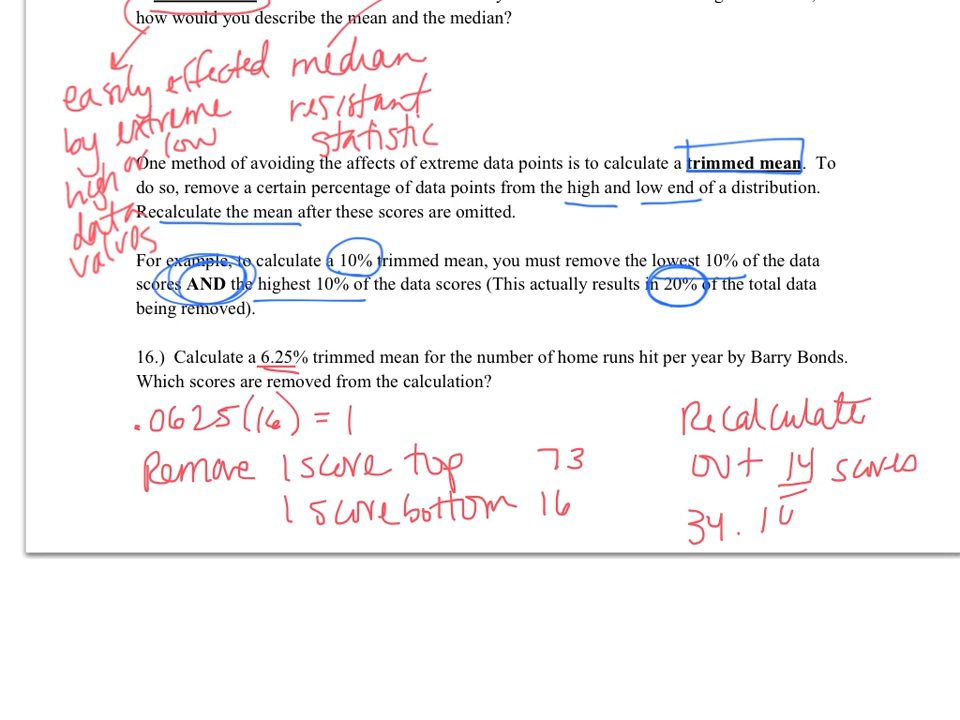 how would you describe the mean and the median?
easily effected
by extreme
high or low
data
values
median
resistant
statistic
One method of avoiding the affects of extreme data points is to calculate a trimmed mean. To
do so, remove a certain percentage of data points from the high and low end of a distribution.
Recalculate the mean after these scores are omitted.
For example, to calculate a 10% trimmed mean, you must remove the lowest 10% of the data
scores AND the highest 10% of the data scores (This actually results in 20% of the total data
being removed).
16.) Calculate a 6.25% trimmed mean for the number of home runs hit per year by Barry Bonds.
Which scores are removed from the calculation?
.0625(16) = 1
Remove 1 score top 73
1 score bottom 16
Recalculate
out 14 scores
34.